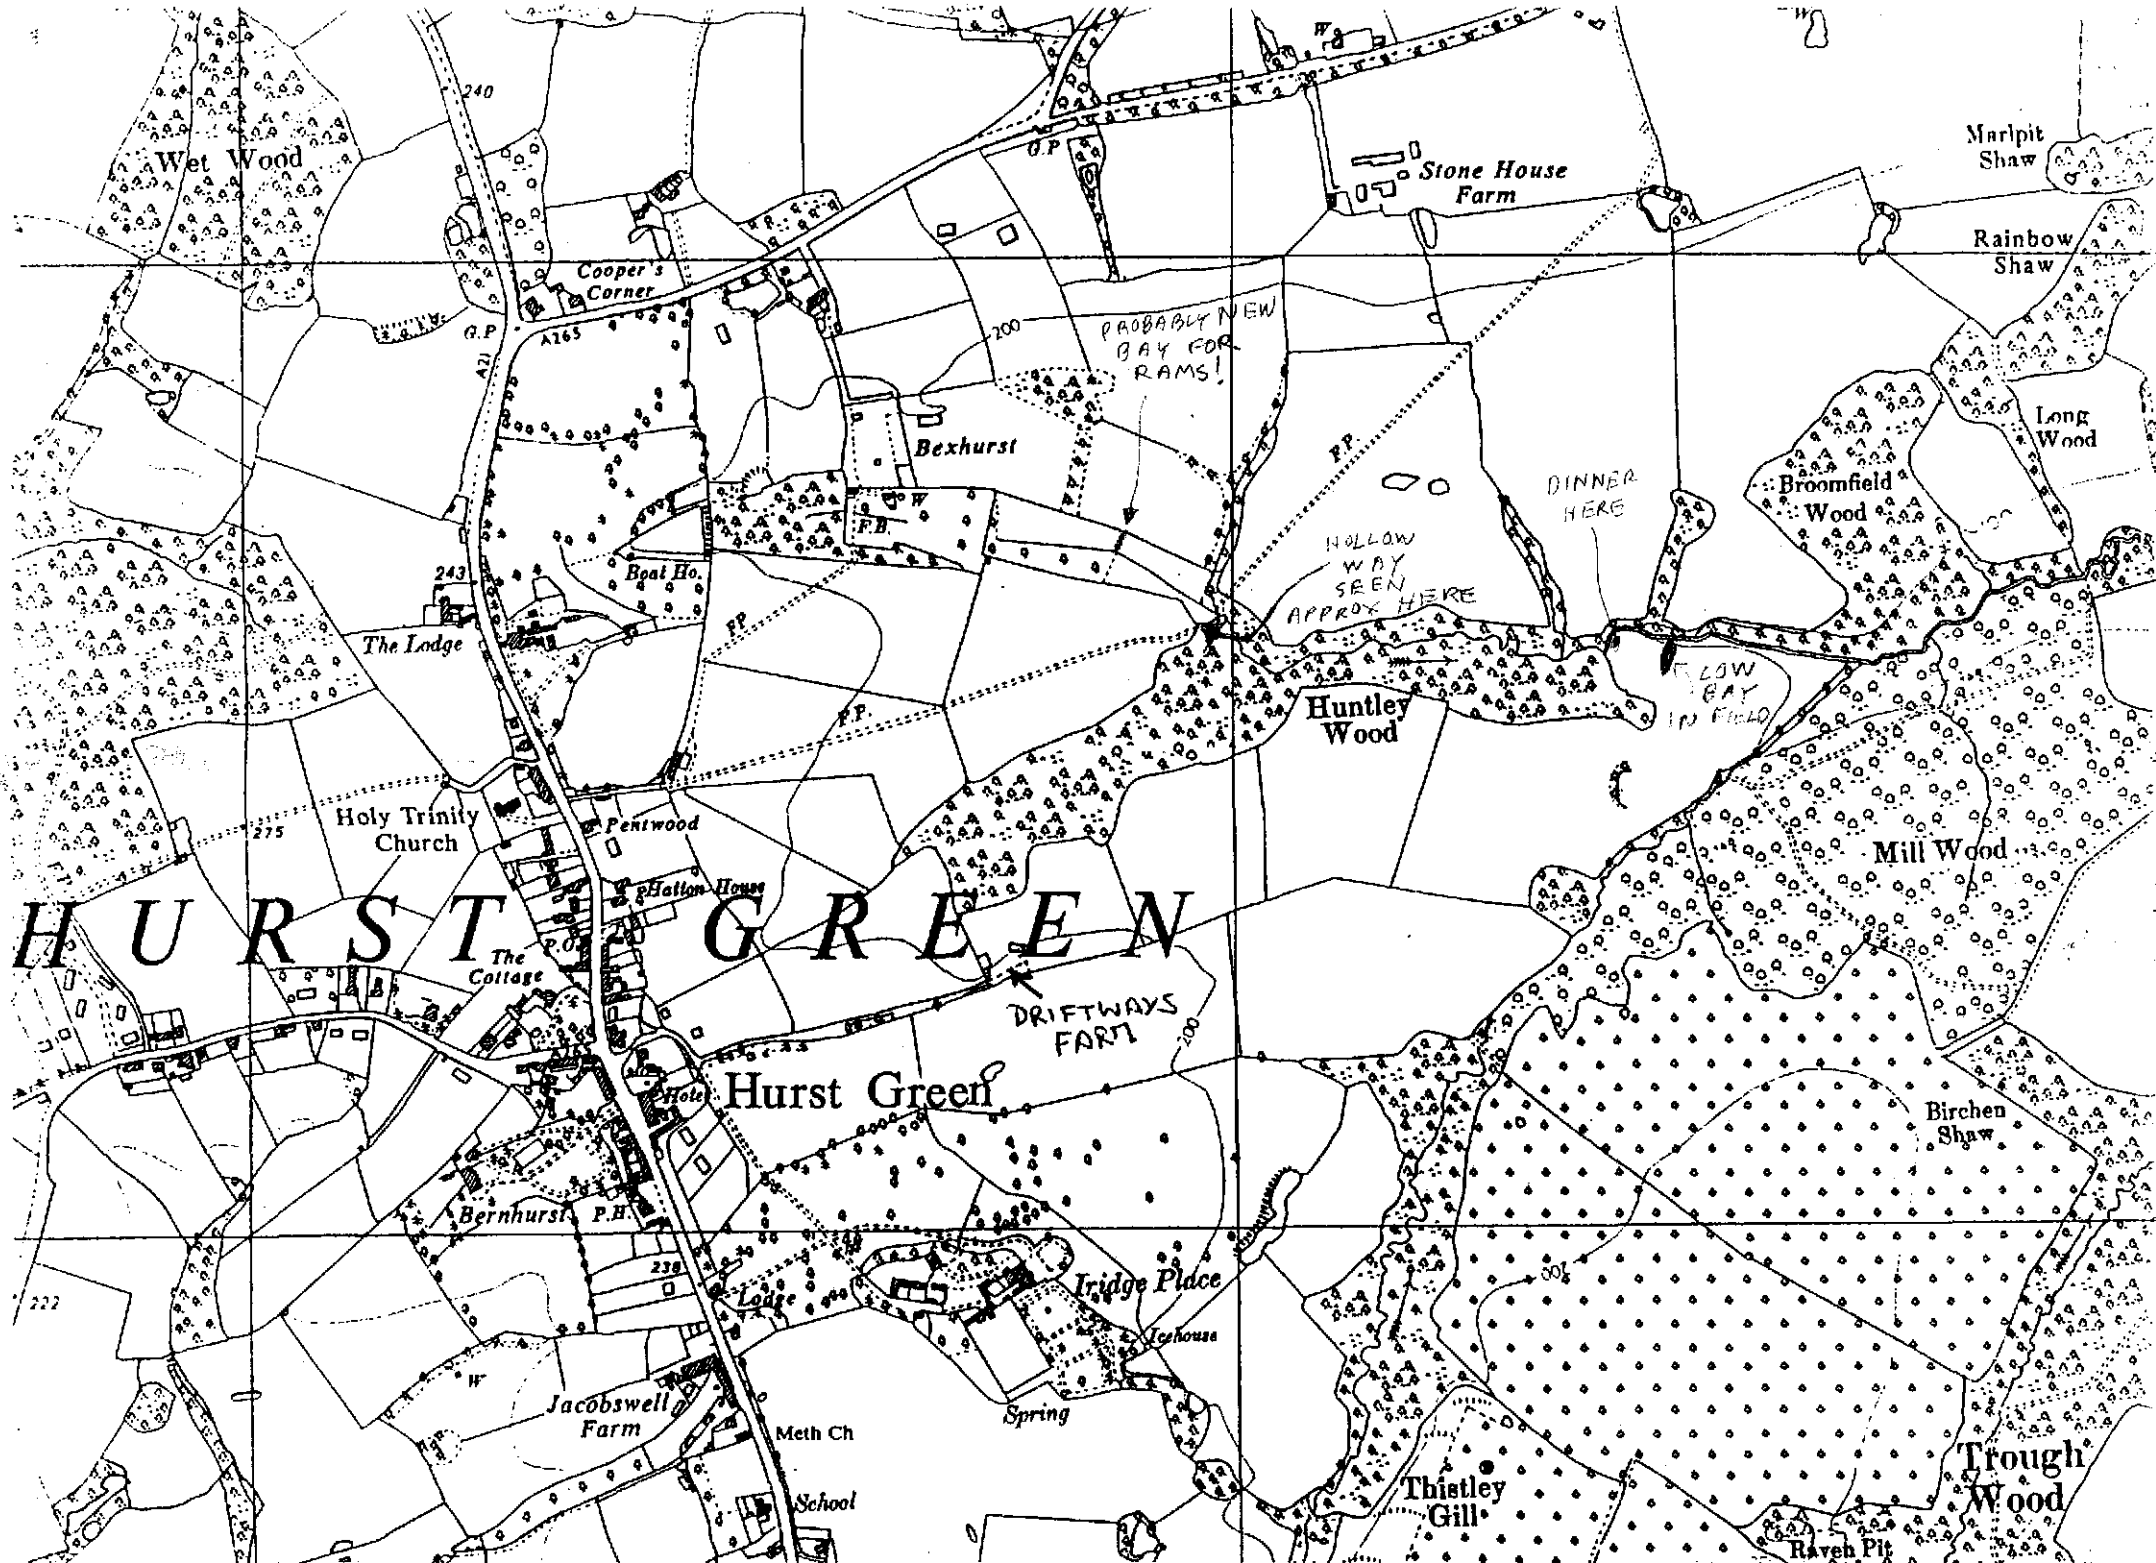 W
W
240
Wet Wood
G.P
Marlpit
Shaw
Stone House
Farm
Rainbow
Shaw
Cooper's
Corner
G.P
A265
A21
200
PROBABLY NEW
BAY FOR
RAMS!
Long
Wood
Bexhurst
F.P.
DINNER
HERE
Broomfield
Wood
W
F.B.
HOLLOW
WAY
SEEN
APPROX HERE
243
Boat Ho.
The Lodge
F.P.
LOW
BAY
IN FIELD
F.P.
Huntley
Wood
Holy Trinity
Church
275
Pentwood
Mill Wood
Hatton House
HURST GREEN
P.O.
The
Cottage
DRIFTWAYS
FARM
200
Hurst Green
Hotel
Birchen
Shaw
Bernhurst
P.H.
238
222
Lodge
Iridge Place
200
Icehouse
W
Jacobswell
Farm
Spring
Meth Ch
School
Thistley
Gill
Trough
Wood
Raven Pit